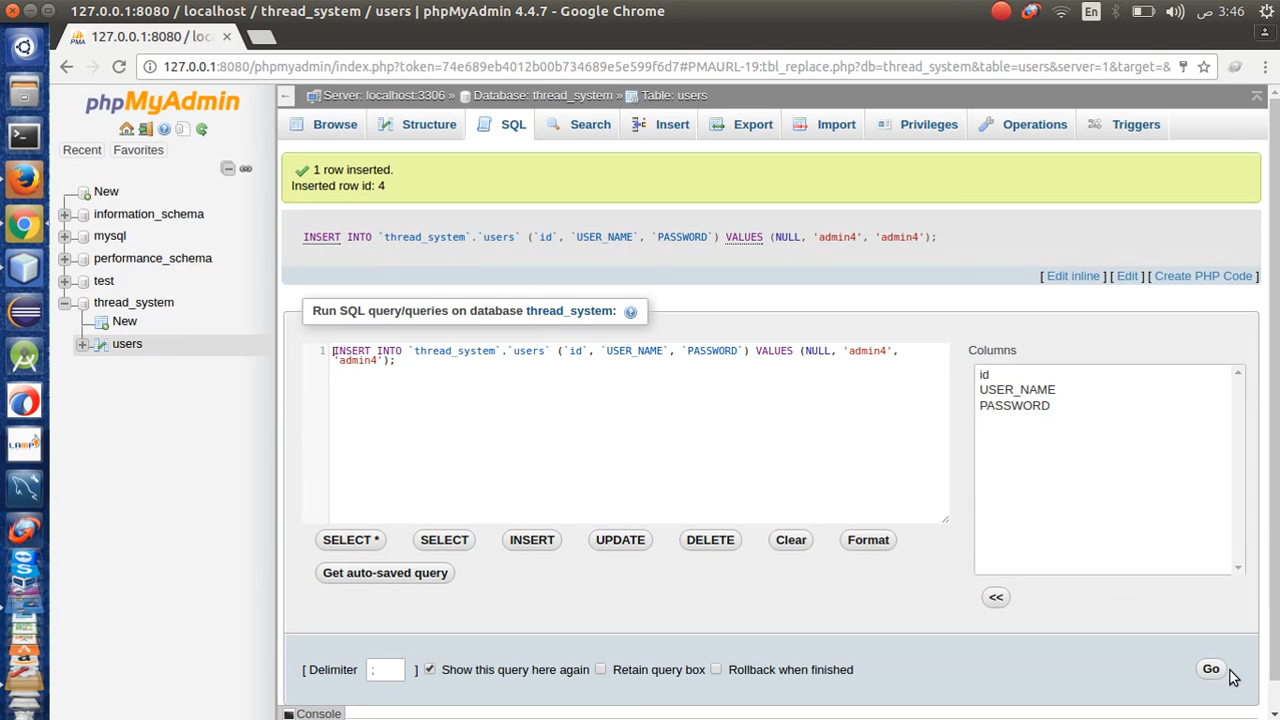 127.0.0.1:8080 / localhost / thread_system / users | phpMyAdmin 4.4.7 - Google Chrome
En
3:46 ص
127.0.0.1:8080 / loca
127.0.0.1:8080/phpmyadmin/index.php?token=
#PMAURL-19:tbl_replace.php?db=thread_system&table=users&server=1&target=&
phpMyAdmin
Recent
Favorites
New
information_schema
mysql
performance_schema
test
thread_system
New
users
Server: localhost:3306 » Database: thread_system » Table: users
Browse
Structure
SQL
Search
Insert
Export
Import
Privileges
Operations
Triggers
1 row inserted.
Inserted row id: 4
INSERT INTO `thread_system`.`users` (`id`, `USER_NAME`, `PASSWORD`) VALUES (NULL, 'admin4', 'admin4');
[ Edit inline ] [ Edit ] [ Create PHP Code ]
Run SQL query/queries on database thread_system:
1 INSERT INTO `thread_system`.`users` (`id`, `USER_NAME`, `PASSWORD`) VALUES (NULL, 'admin4',
'admin4');
Columns
id
USER_NAME
PASSWORD
SELECT *
SELECT
INSERT
UPDATE
DELETE
Clear
Format
Get auto-saved query
<<
[ Delimiter ; ] Show this query here again Retain query box Rollback when finished
Go
Console